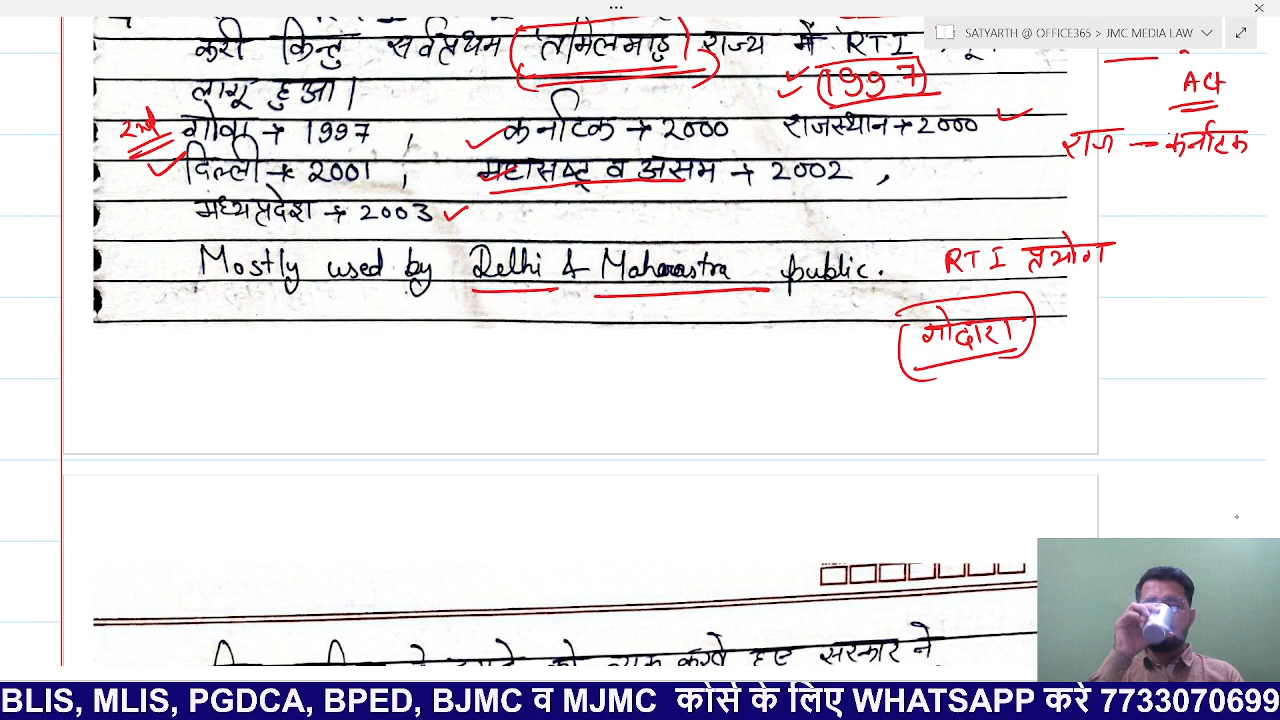 SATYARTH @ OFFICE365 > JMC MEDIA LAW
करी किन्तु सर्वप्रथम तमिलनाडु राज्य में RTI
लागू हुआ। (1997)
Act
2nd गोवा → 1997 , कर्नाटक → 2000 राजस्थान → 2000
राज — कर्नाटक
दिल्ली → 2001 , महाराष्ट्र व असम → 2002 ,
मध्यप्रदेश → 2003
Mostly used by Delhi & Maharastra public.
RTI प्रयोग
गोदारा
सरकार ने
BLIS, MLIS, PGDCA, BPED, BJMC व MJMC कोर्स के लिए WHATSAPP करे 7733070699